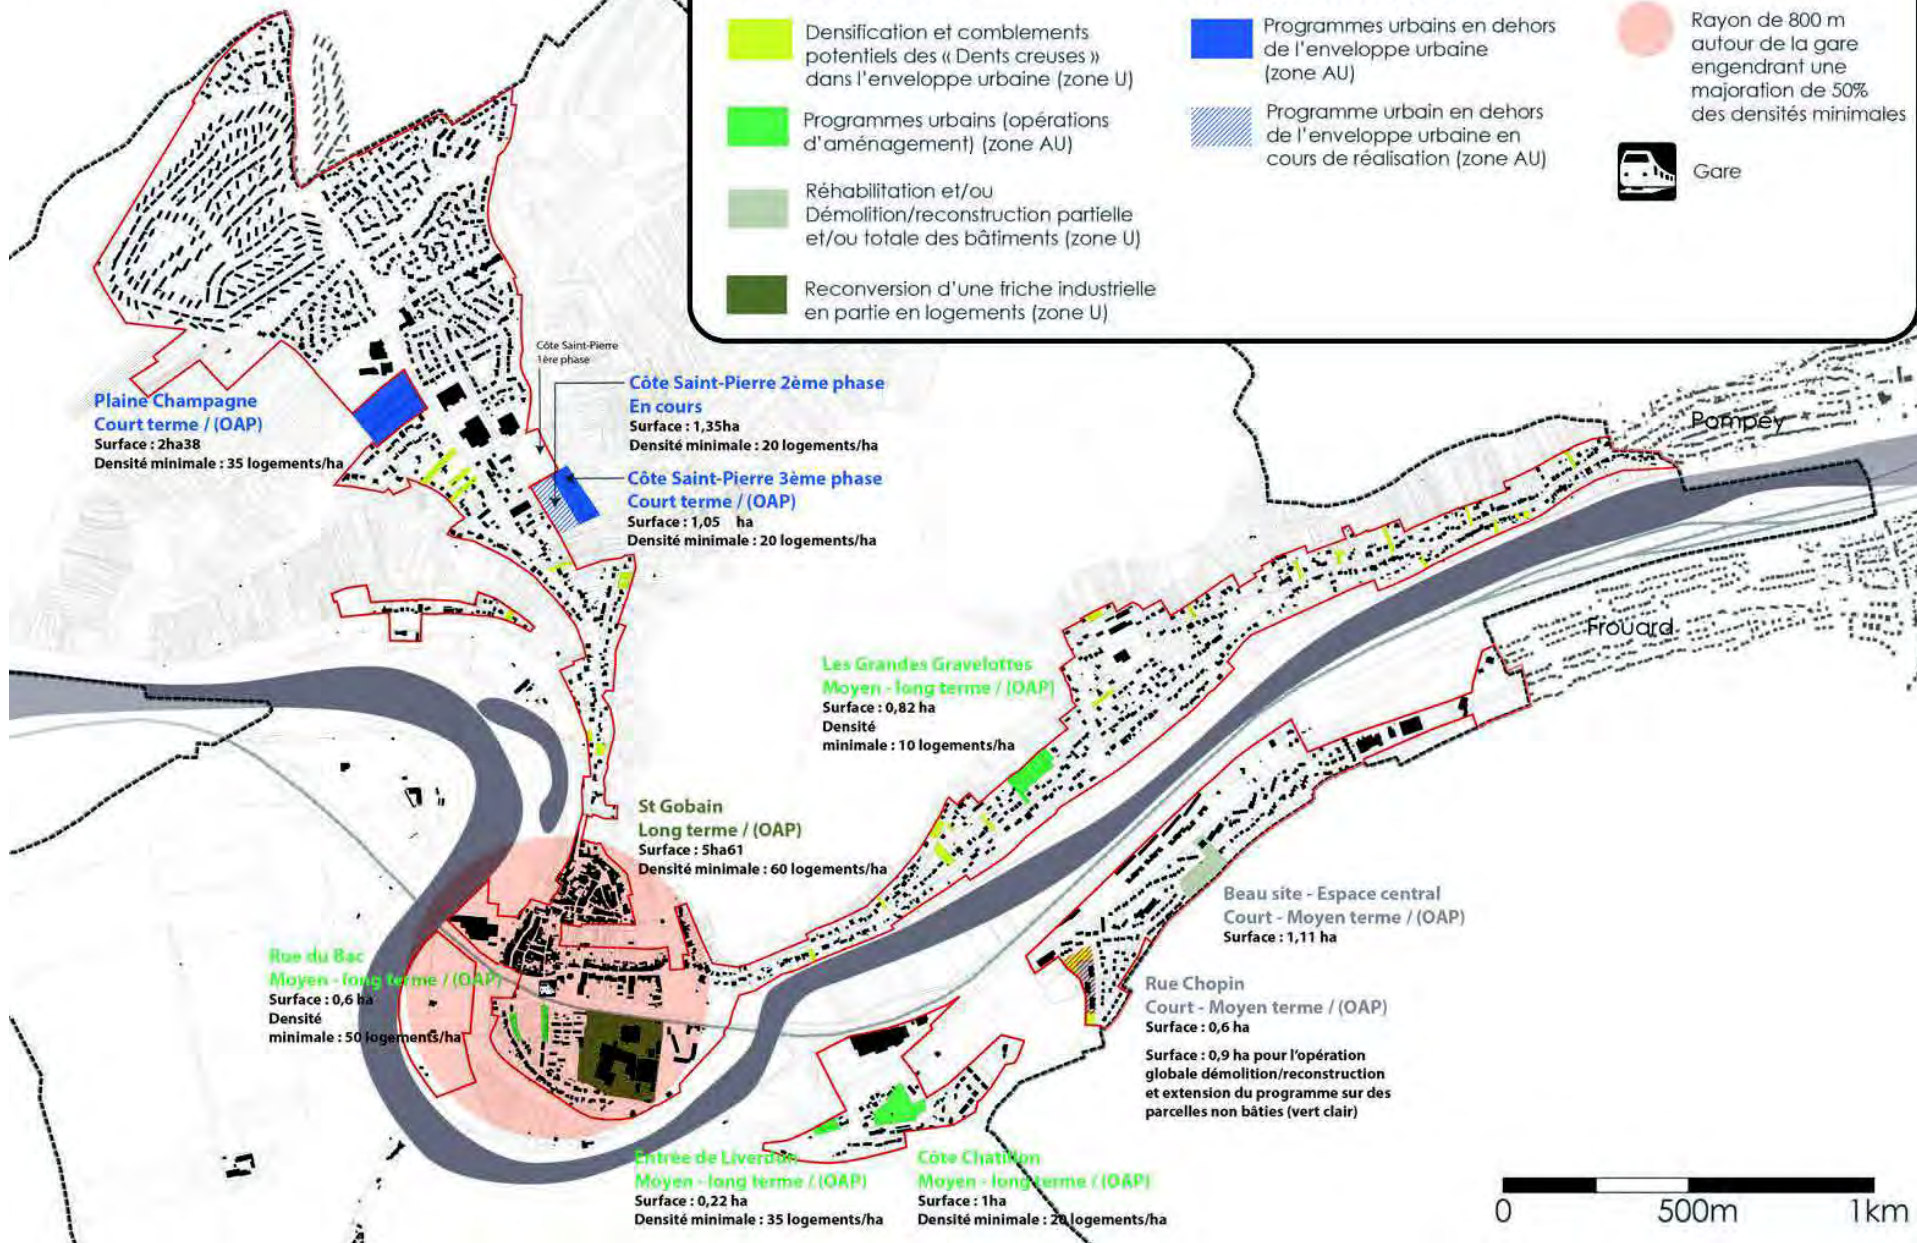 Densification et comblements
potentiels des « Dents creuses »
dans l'enveloppe urbaine (zone U)
Programmes urbains (opérations
d'aménagement) (zone AU)
Réhabilitation et/ou
Démolition/reconstruction partielle
et/ou totale des bâtiments (zone U)
Reconversion d'une friche industrielle
en partie en logements (zone U)
Programmes urbains en dehors
de l'enveloppe urbaine
(zone AU)
Programme urbain en dehors
de l'enveloppe urbaine en
cours de réalisation (zone AU)
Rayon de 800 m
autour de la gare
engendrant une
majoration de 50%
des densités minimales
Gare
Côte Saint-Pierre
1ère phase
Plaine Champagne
Court terme / (OAP)
Surface : 2ha38
Densité minimale : 35 logements/ha
Côte Saint-Pierre 2ème phase
En cours
Surface : 1,35ha
Densité minimale : 20 logements/ha
Côte Saint-Pierre 3ème phase
Court terme / (OAP)
Surface : 1,05 ha
Densité minimale : 20 logements/ha
Pompey
Frouard
Les Grandes Gravelottes
Moyen - long terme / (OAP)
Surface : 0,82 ha
Densité
minimale : 10 logements/ha
St Gobain
Long terme / (OAP)
Surface : 5ha61
Densité minimale : 60 logements/ha
Beau site - Espace central
Court - Moyen terme / (OAP)
Surface : 1,11 ha
Rue du Bac
Moyen - long terme / (OAP)
Surface : 0,6 ha
Densité
minimale : 50 logements/ha
Rue Chopin
Court - Moyen terme / (OAP)
Surface : 0,6 ha
Surface : 0,9 ha pour l'opération
globale démolition/reconstruction
et extension du programme sur des
parcelles non bâties (vert clair)
Entrée de Liverdun
Moyen - long terme / (OAP)
Surface : 0,22 ha
Densité minimale : 35 logements/ha
Côte Chatillon
Moyen - long terme / (OAP)
Surface : 1ha
Densité minimale : 20 logements/ha
0 500m 1km